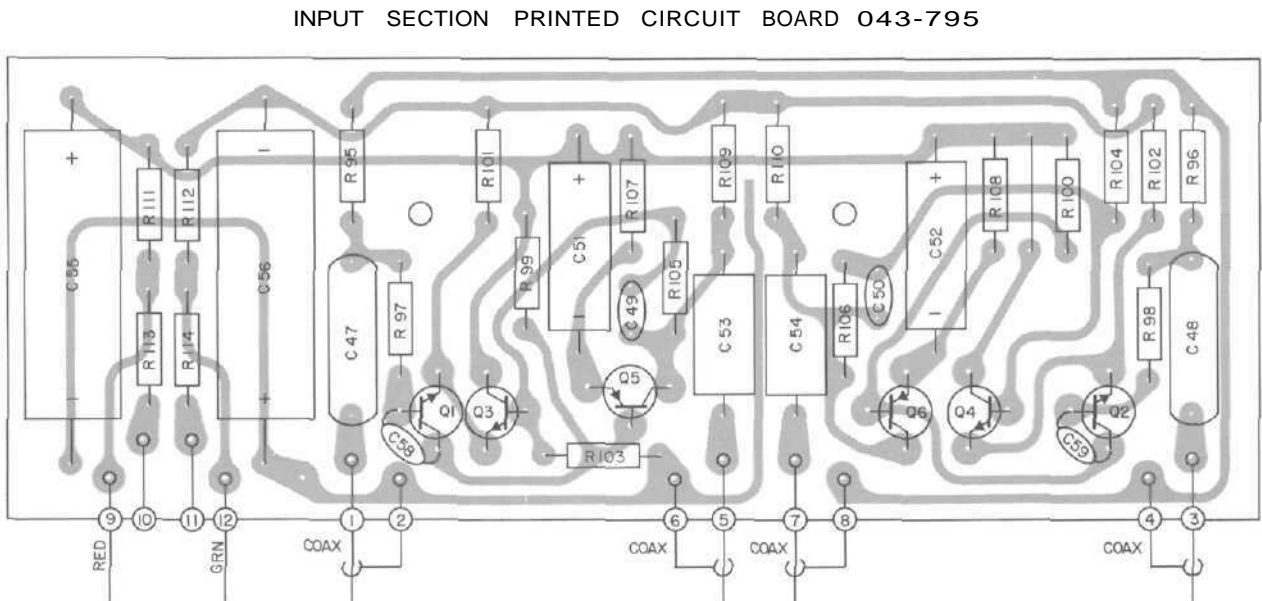 INPUT SECTION PRINTED CIRCUIT BOARD 043-795
+ − + + +
R111 R112 R95 R101 C51 R107 R109 R110 C52 R108 R100 R104 R102 R96
C55 C56 R99 R105
C47 R97 C49 C53 C54 R106 C50 R98 C48
R113 R114 − −
− + Q1 Q3 Q5 Q6 Q4 Q2
C58 R103 C59
9 10 11 12 1 2 6 5 7 8 4 3
RED GRN COAX COAX COAX COAX